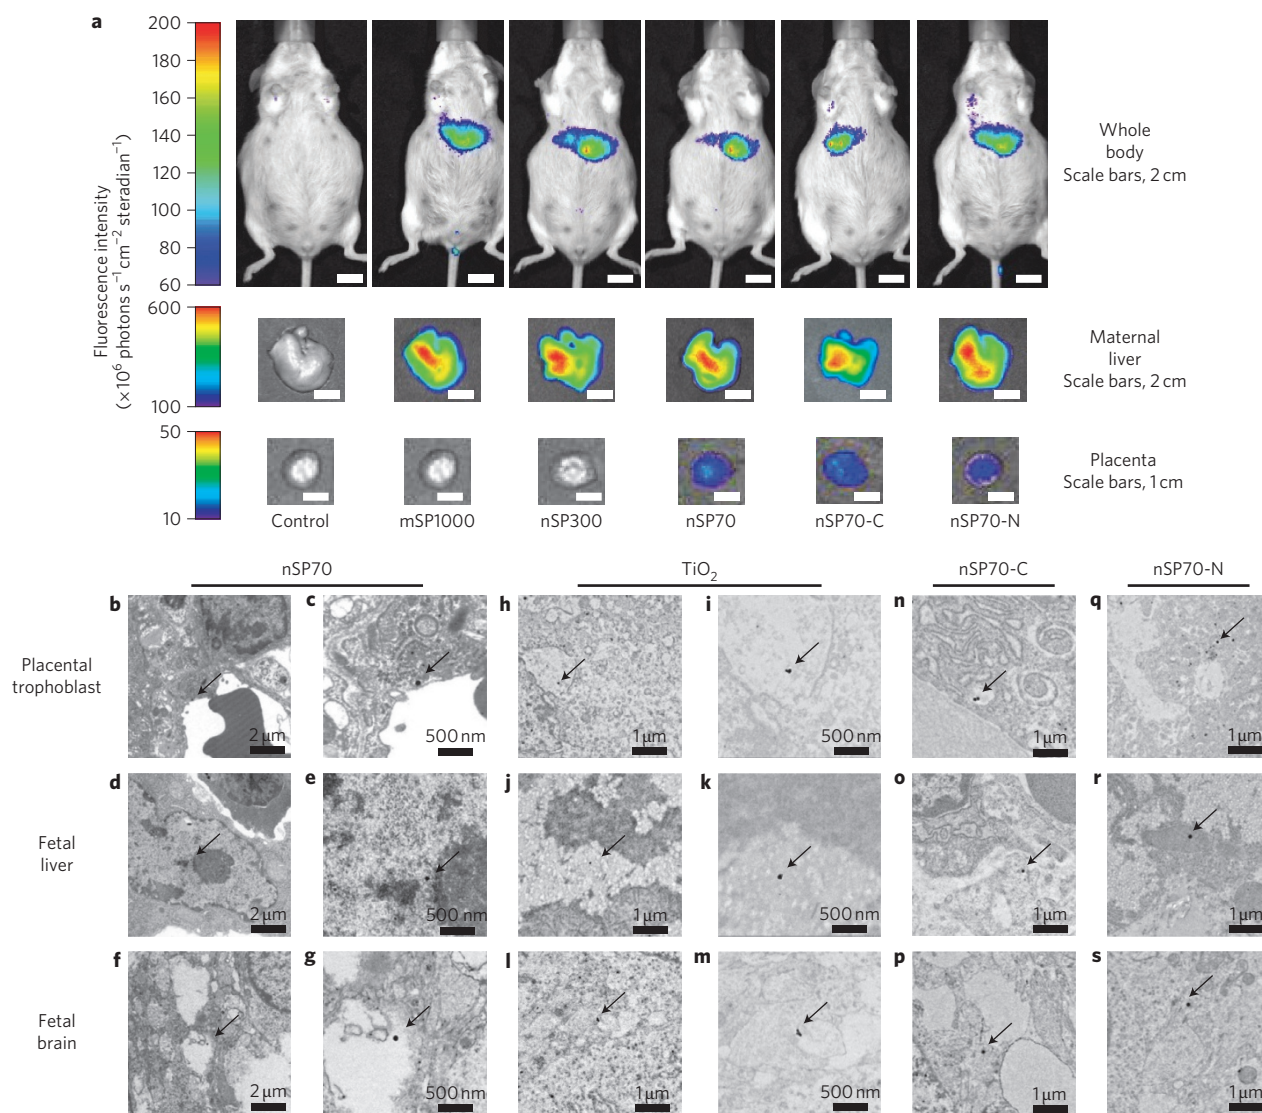 a
200
180
160
140
120
100
80
60
Fluorescence intensity
(×10⁶ photons s⁻¹ cm⁻² steradian⁻¹)
Whole
body
Scale bars, 2 cm
600
100
Maternal
liver
Scale bars, 2 cm
50
10
Placenta
Scale bars, 1 cm
Control mSP1000 nSP300 nSP70 nSP70-C nSP70-N
nSP70 TiO₂ nSP70-C nSP70-N
Placental
trophoblast
b c h i n q
2 µm 500 nm 1 µm 500 nm 1 µm 1 µm
Fetal
liver
d e j k o r
2 µm 500 nm 1 µm 500 nm 1 µm 1 µm
Fetal
brain
f g l m p s
2 µm 500 nm 1 µm 500 nm 1 µm 1 µm